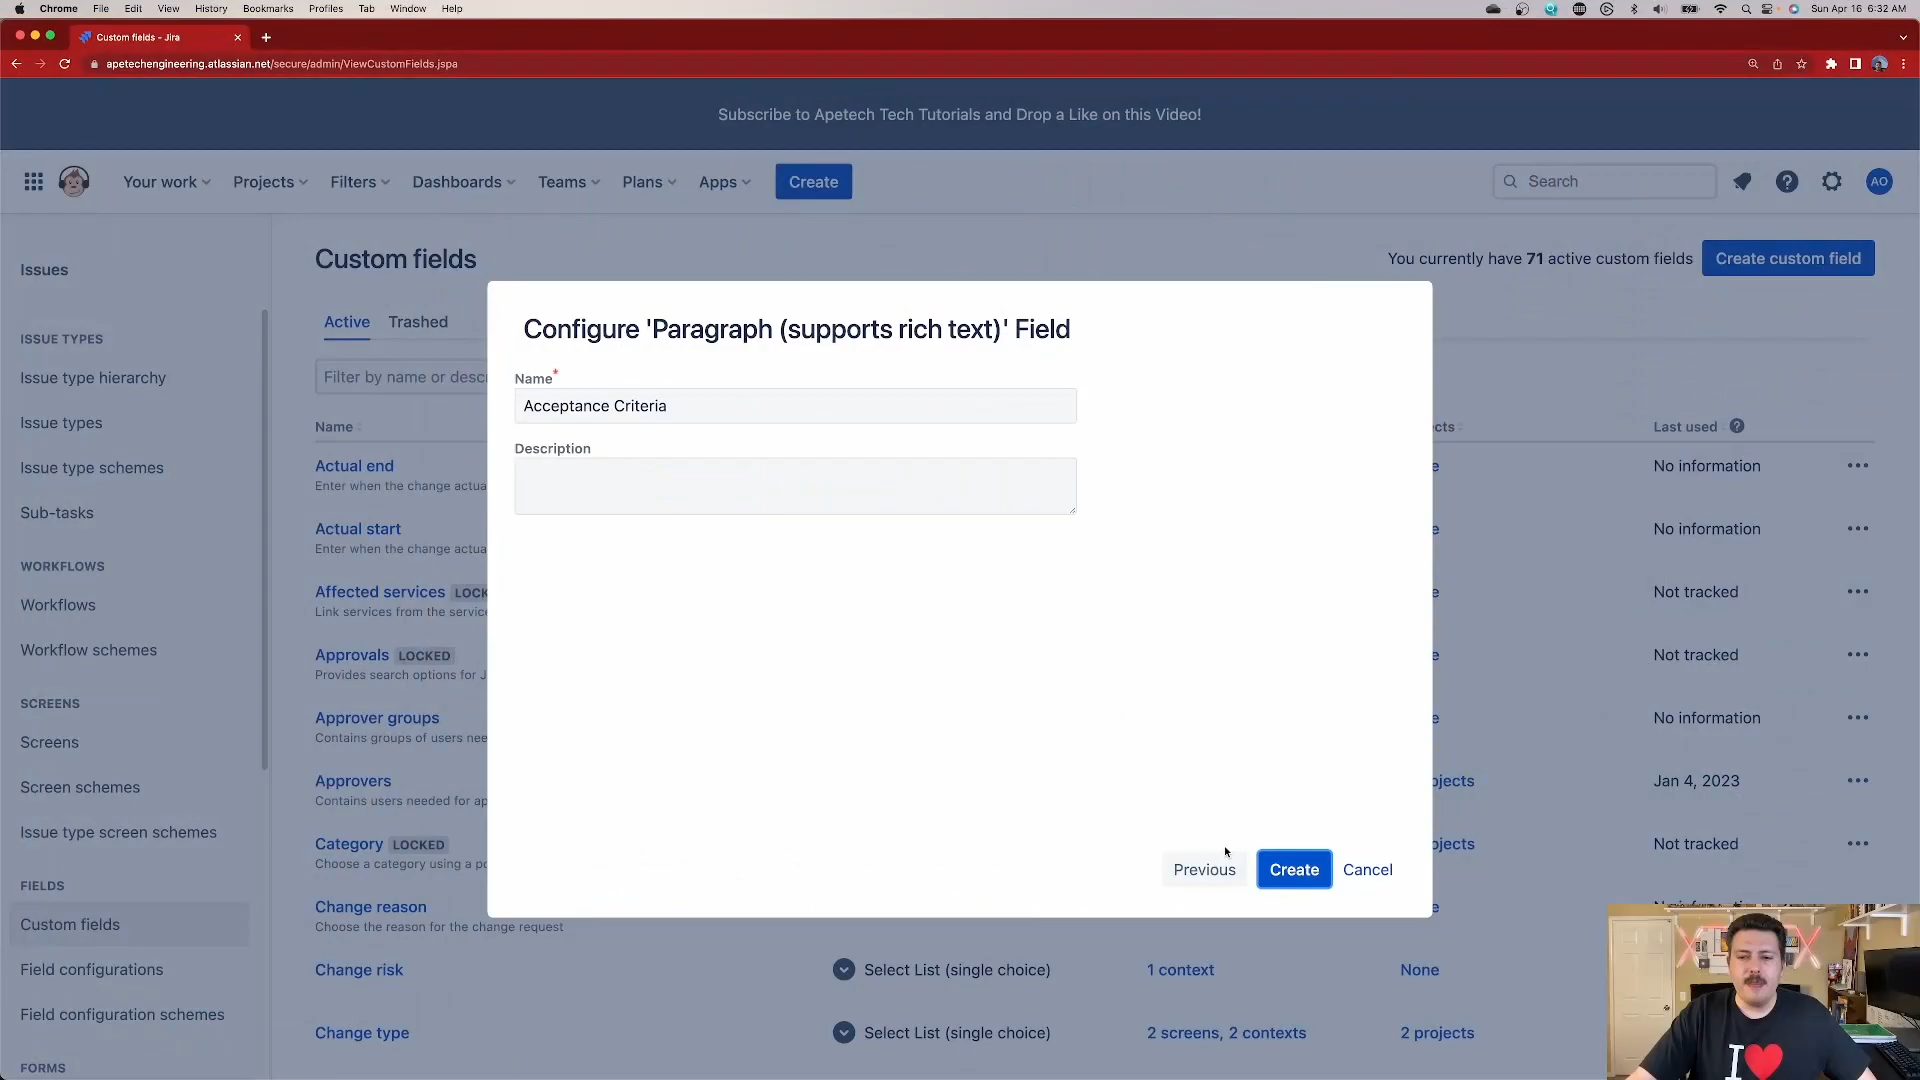 Chrome File Edit View History Bookmarks Profiles Tab Window Help Sun Apr 16 6:32 AM
Custom fields - Jira
apetechengineering.atlassian.net/secure/admin/ViewCustomFields.jspa
Subscribe to Apetech Tech Tutorials and Drop a Like on this Video!
Your work Projects Filters Dashboards Teams Plans Apps Create Search AO
Issues
ISSUE TYPES
Issue type hierarchy
Issue types
Issue type schemes
Sub-tasks
WORKFLOWS
Workflows
Workflow schemes
SCREENS
Screens
Screen schemes
Issue type screen schemes
FIELDS
Custom fields
Field configurations
Field configuration schemes
FORMS
Custom fields
You currently have 71 active custom fields Create custom field
Active Trashed
Filter by name or descr
Name cts Last used
Actual end e No information
Enter when the change actua
Actual start e No information
Enter when the change actua
Affected services LOCK e Not tracked
Link services from the service
Approvals LOCKED e Not tracked
Provides search options for J
Approver groups e No information
Contains groups of users nee
Approvers ojects Jan 4, 2023
Contains users needed for ap
Category LOCKED ojects Not tracked
Choose a category using a po
Change reason e
Choose the reason for the change request
Change risk Select List (single choice) 1 context None
Change type Select List (single choice) 2 screens, 2 contexts 2 projects
Configure 'Paragraph (supports rich text)' Field
Name*
Acceptance Criteria
Description
Previous Create Cancel
I